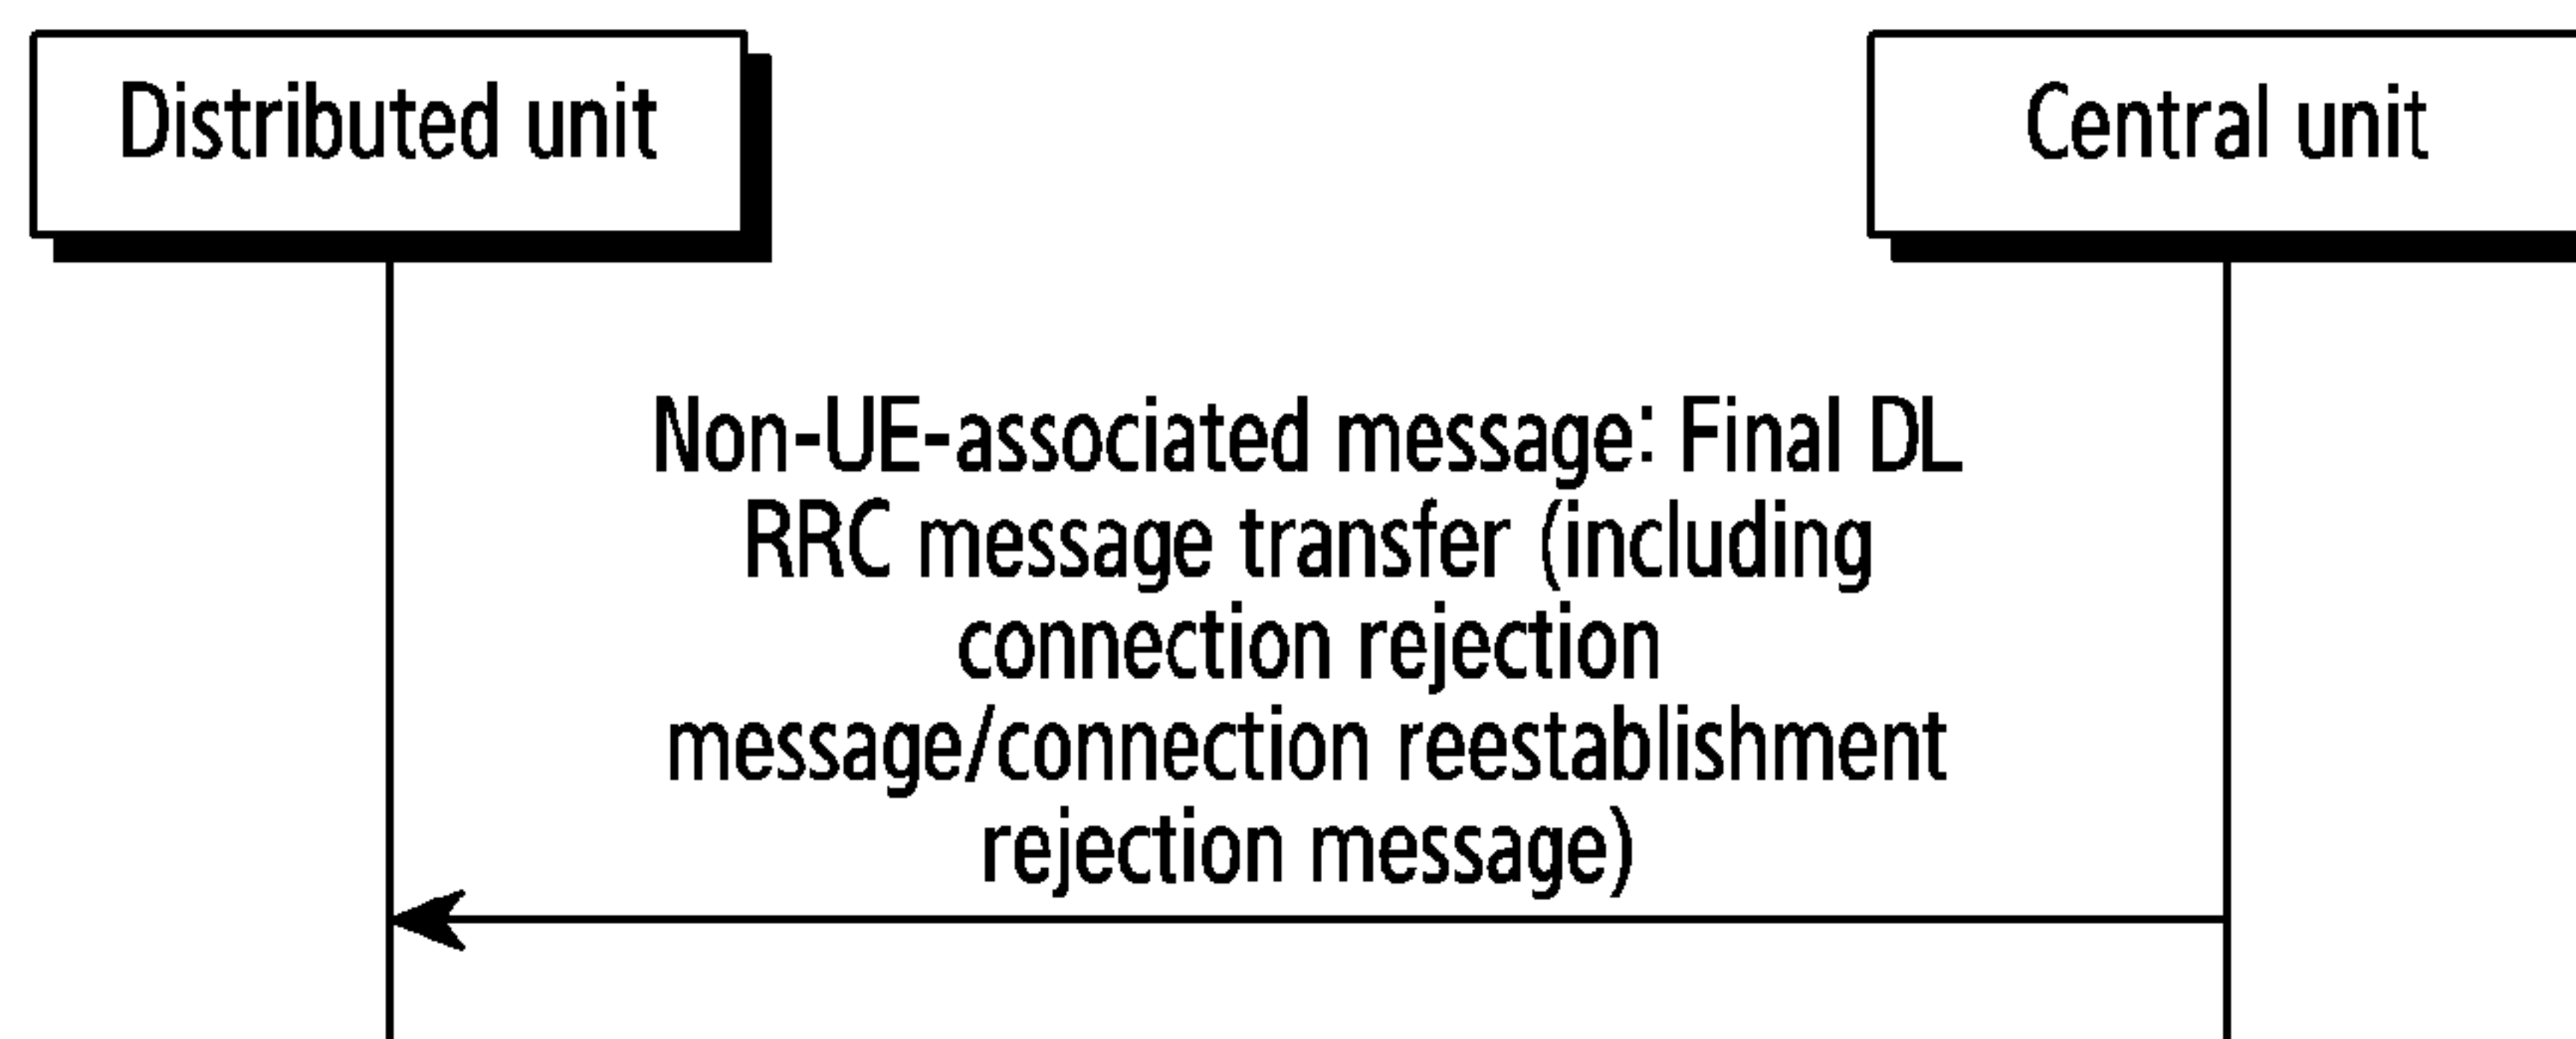 Distributed unit
Central unit
Non-UE-associated message: Final DL
RRC message transfer (including
connection rejection
message/connection reestablishment
rejection message)